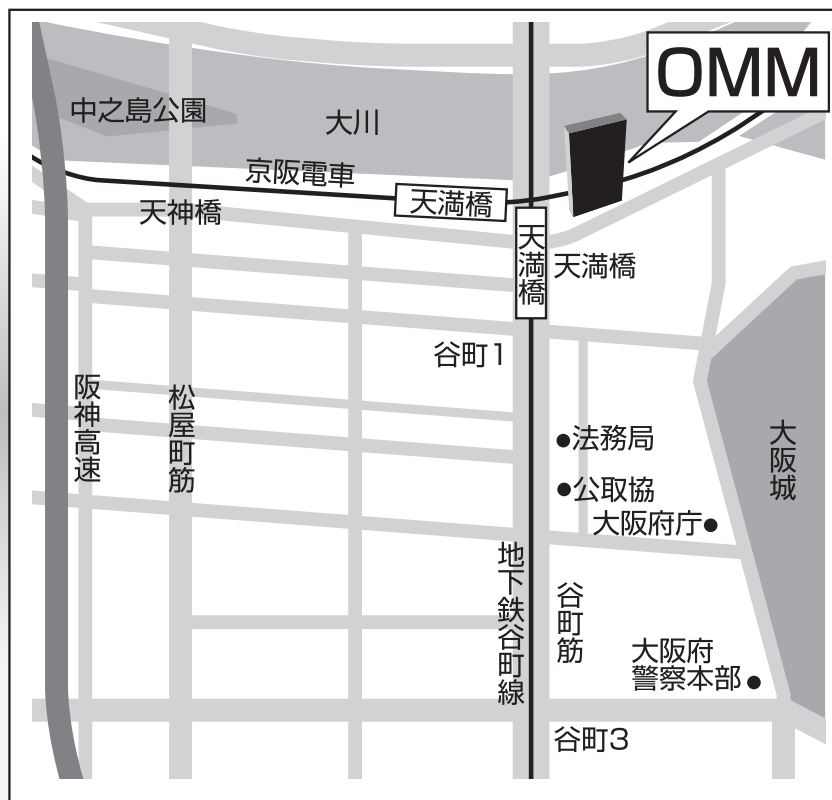 OMM
中之島公園
大川
京阪電車
天満橋
天神橋
天満橋
天満橋
谷町1
阪神高速
松屋町筋
法務局
大阪城
公取協
大阪府庁
地下鉄谷町線
谷町筋
大阪府
警察本部
谷町3